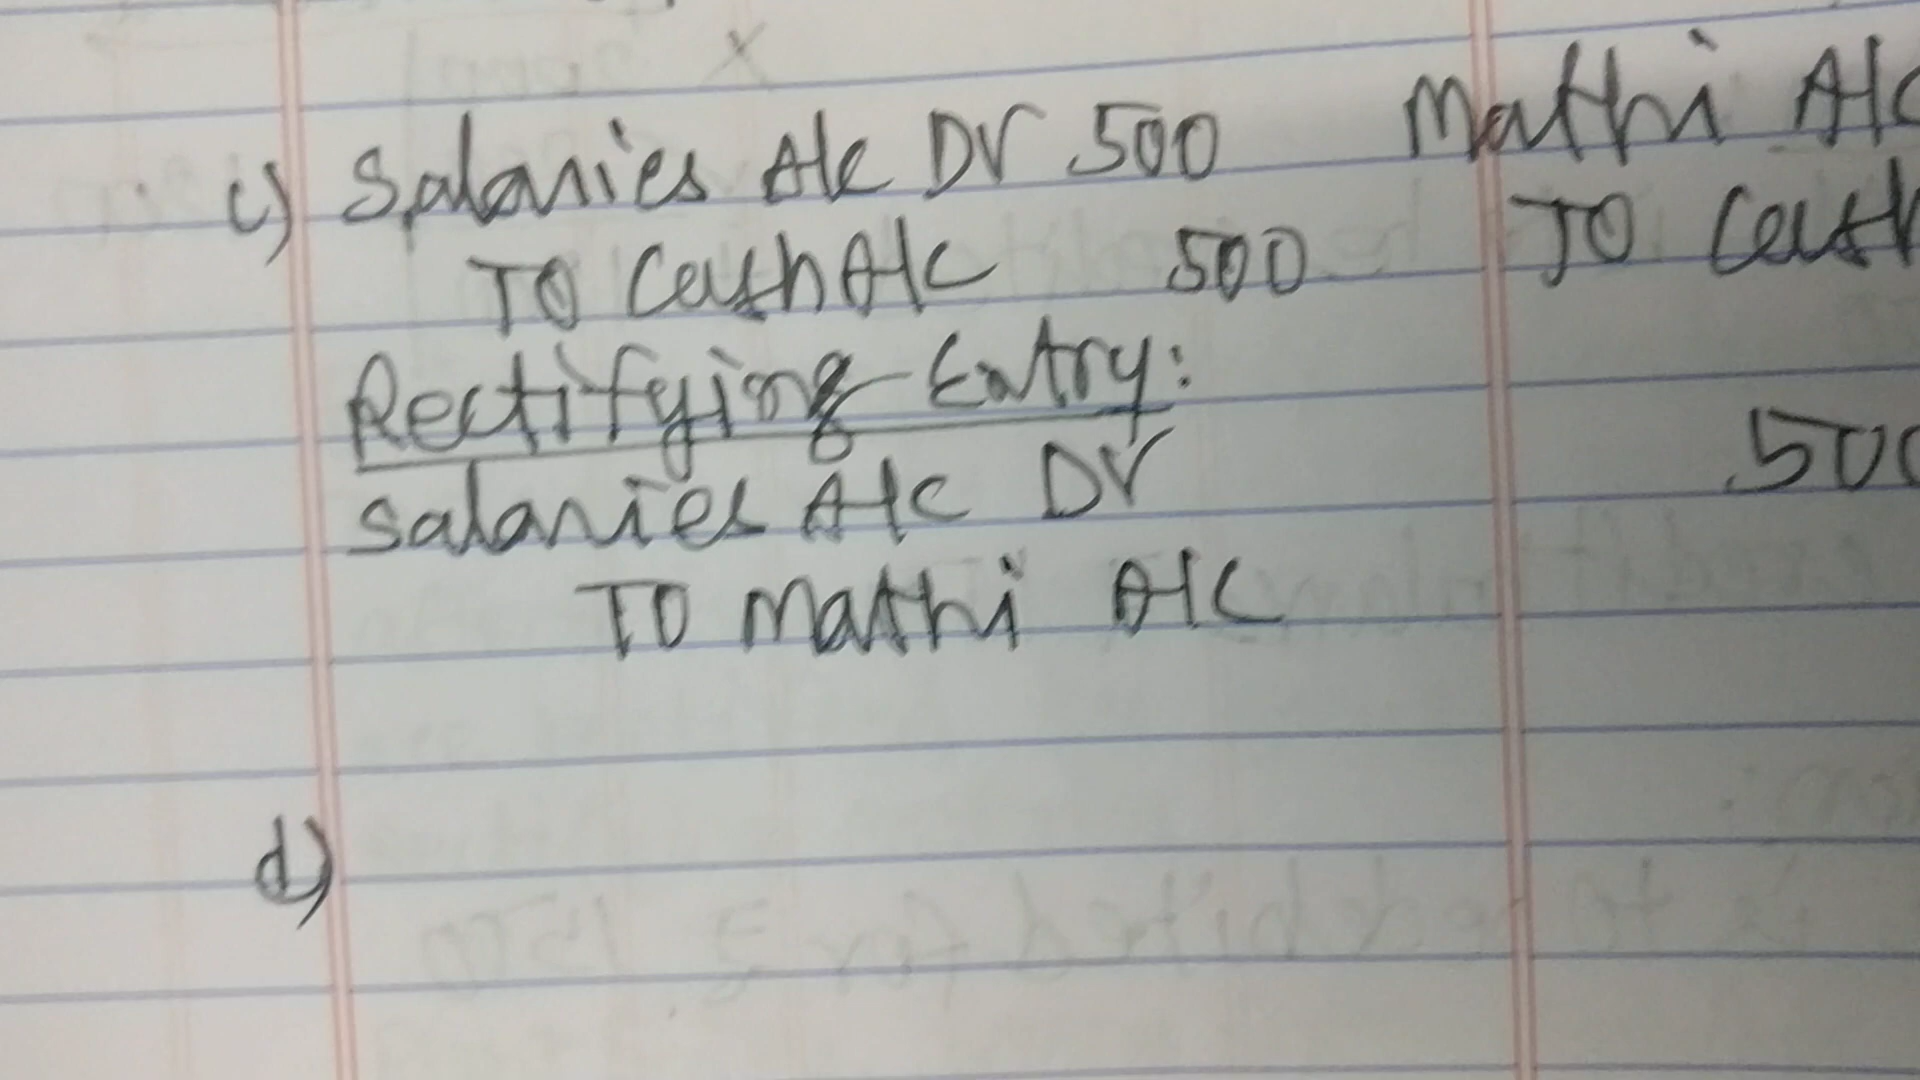 c) Salaries A/c Dr 500 Mathi A/c
TO Cash A/c 500 TO Cash
Rectifying Entry:
500
Salaries A/c Dr
TO Mathi A/c
d)